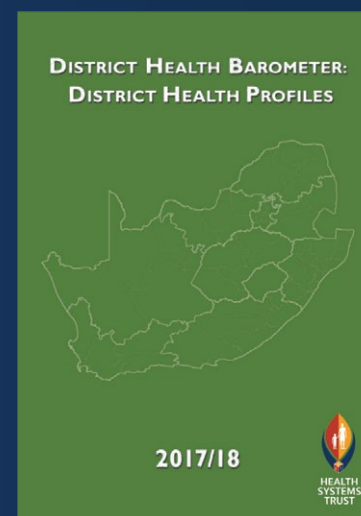 DISTRICT HEALTH BAROMETER:
DISTRICT HEALTH PROFILES
2017/18
HEALTH
SYSTEMS
TRUST